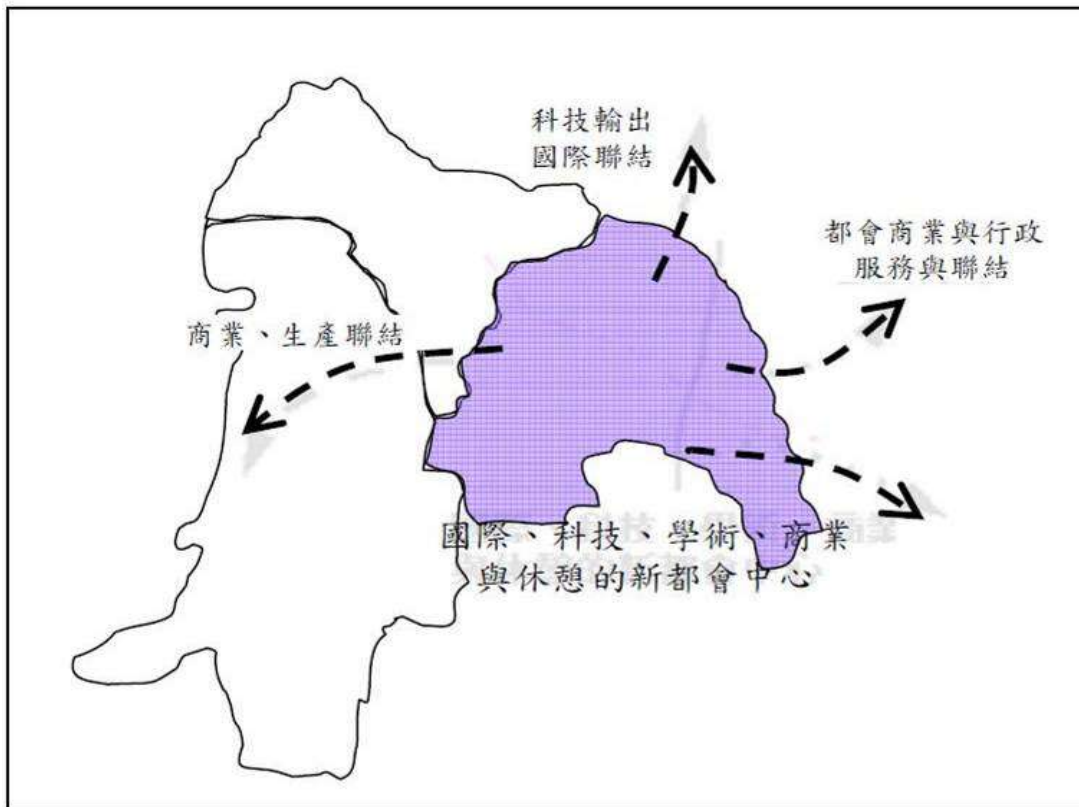 科技輸出
國際聯結
都會商業與行政
服務與聯結
商業、生產聯結
國際、科技、學術、商業
與休憩的新都會中心